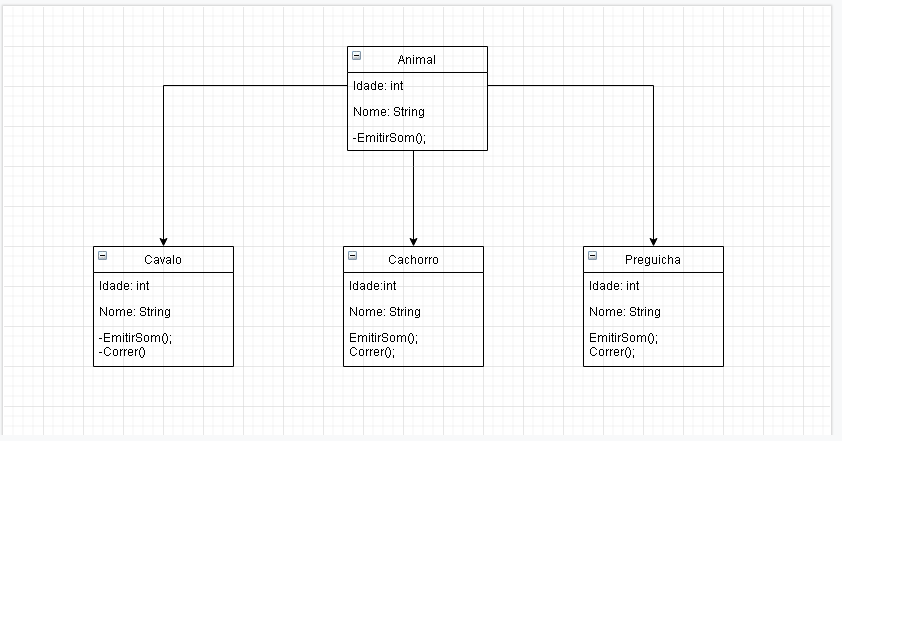 Animal
Idade: int
Nome: String
-EmitirSom();
Cavalo
Idade: int
Nome: String
-EmitirSom();
-Correr()
Cachorro
Idade:int
Nome: String
EmitirSom();
Correr();
Preguicha
Idade: int
Nome: String
EmitirSom();
Correr();